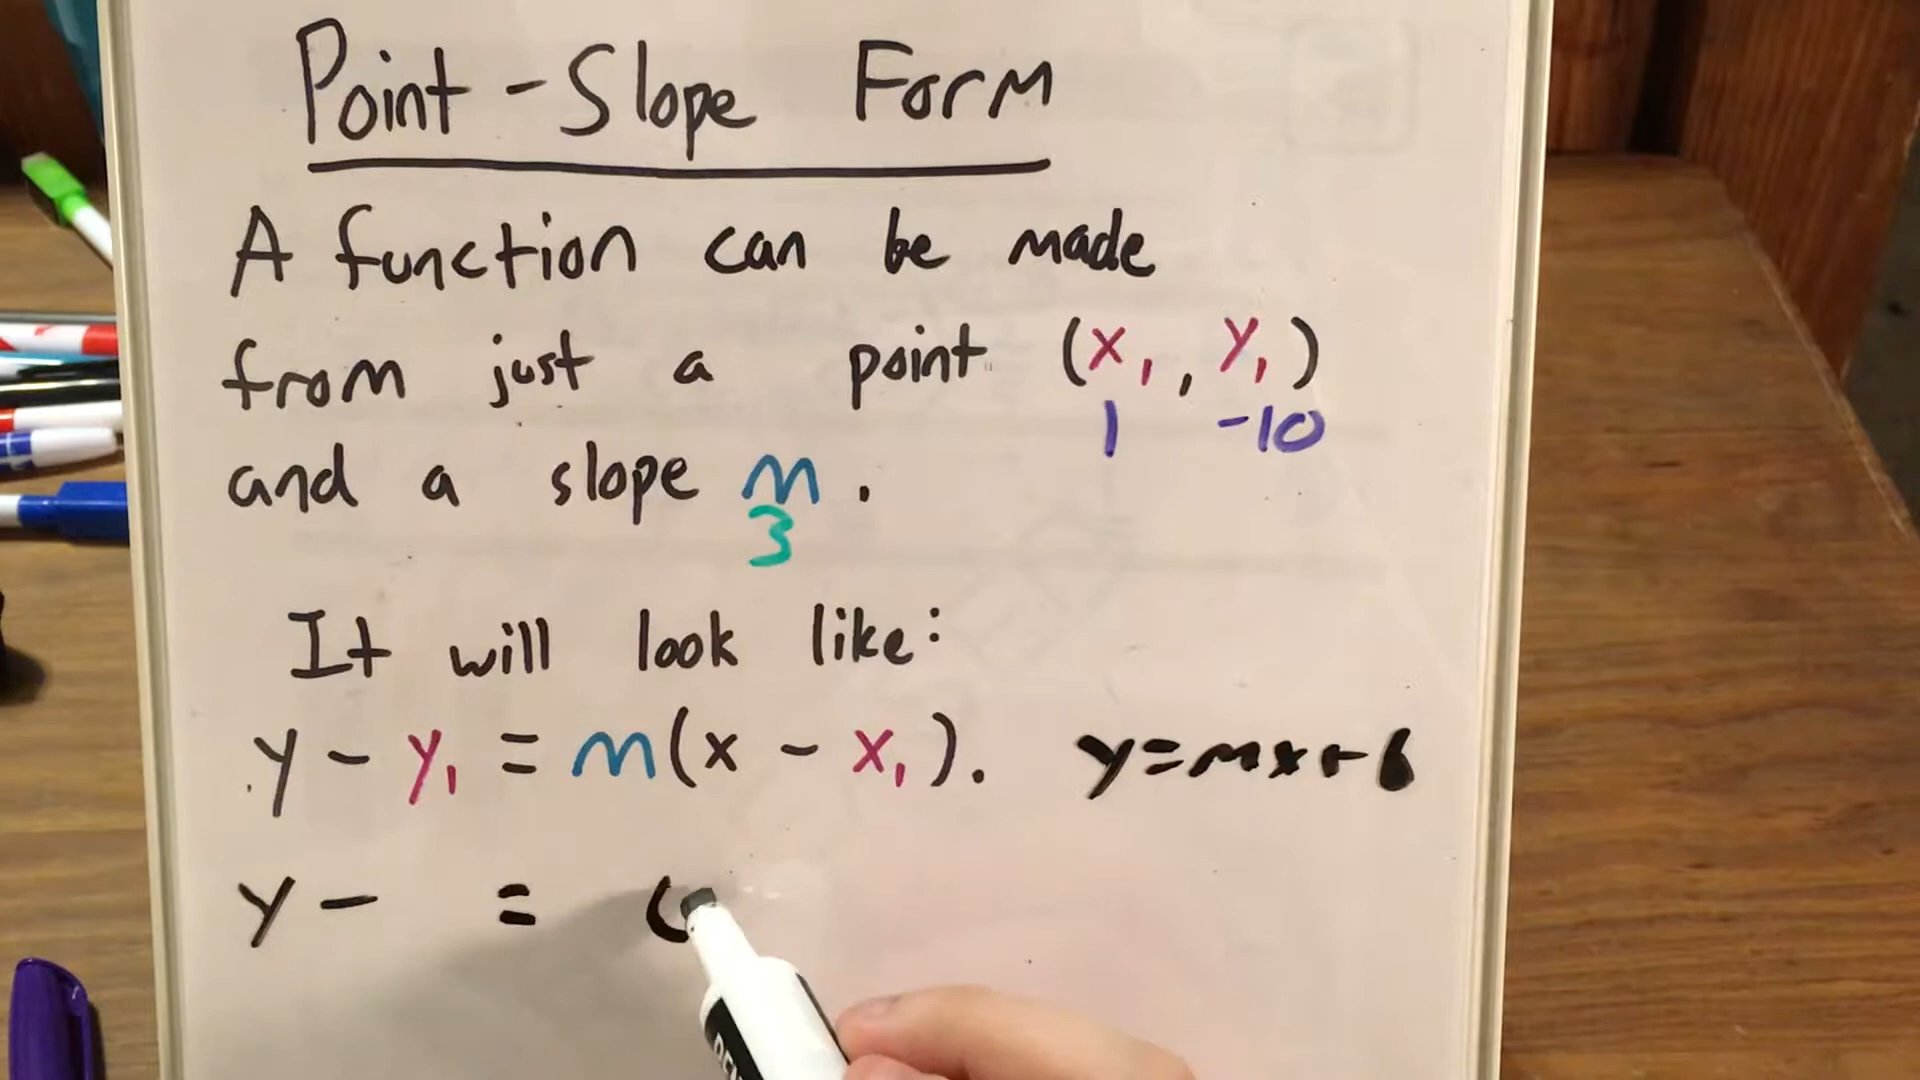 Point-Slope Form
A function can be made
from just a point (x₁, y₁)
1 -10
and a slope m.
3
It will look like:
y - y₁ = m(x - x₁). y=mx+b
y - = (